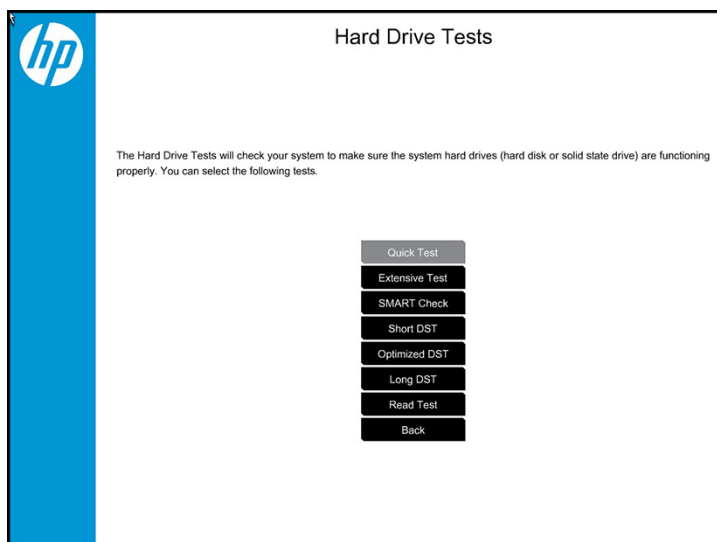 hp
Hard Drive Tests
The Hard Drive Tests will check your system to make sure the system hard drives (hard disk or solid state drive) are functioning
properly. You can select the following tests.
Quick Test
Extensive Test
SMART Check
Short DST
Optimized DST
Long DST
Read Test
Back